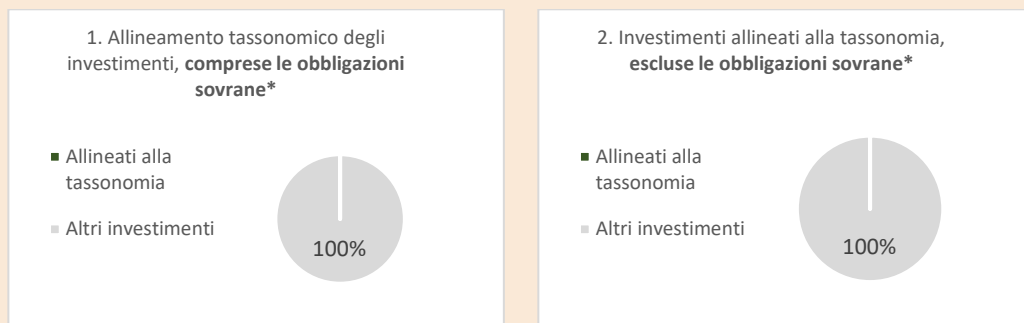 1. Allineamento tassonomico degli
investimenti, comprese le obbligazioni
sovrane*
Allineati alla
tassonomia
Altri investimenti
100%
2. Investimenti allineati alla tassonomia,
escluse le obbligazioni sovrane*
Allineati alla
tassonomia
Altri investimenti
100%